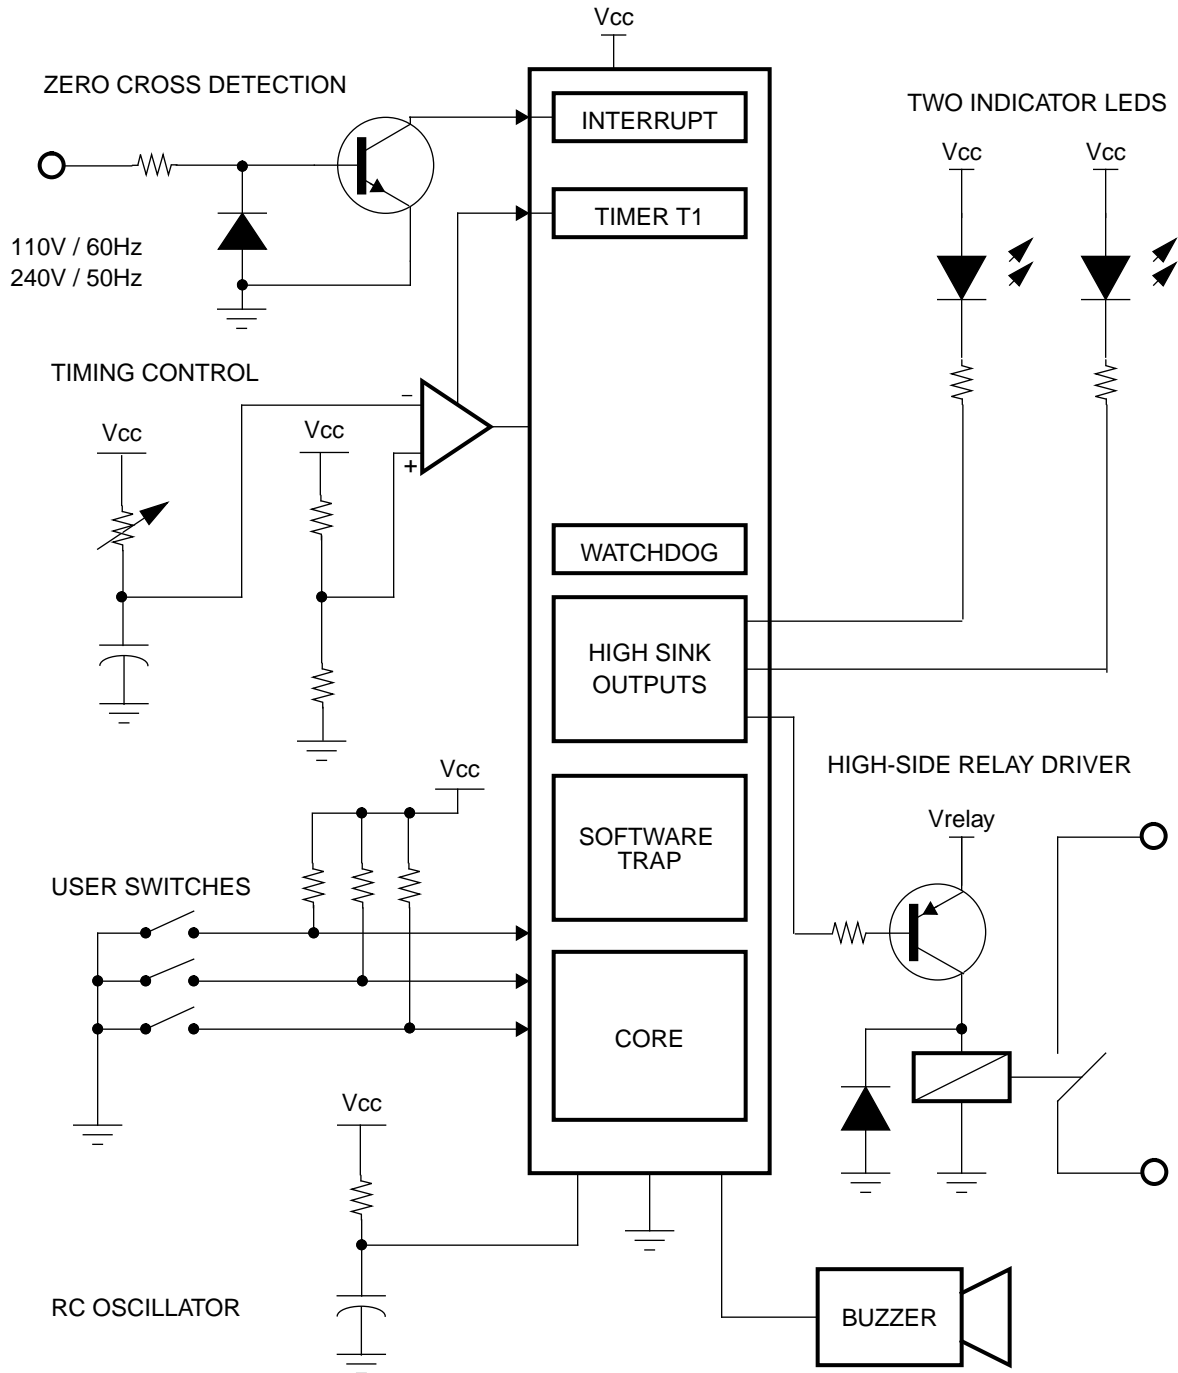 Vcc
ZERO CROSS DETECTION
INTERRUPT
TWO INDICATOR LEDS
Vcc
Vcc
TIMER T1
110V / 60Hz
240V / 50Hz
TIMING CONTROL
−
Vcc
Vcc
+
WATCHDOG
HIGH SINK
OUTPUTS
Vcc
HIGH-SIDE RELAY DRIVER
Vrelay
SOFTWARE
TRAP
USER SWITCHES
CORE
Vcc
RC OSCILLATOR
BUZZER